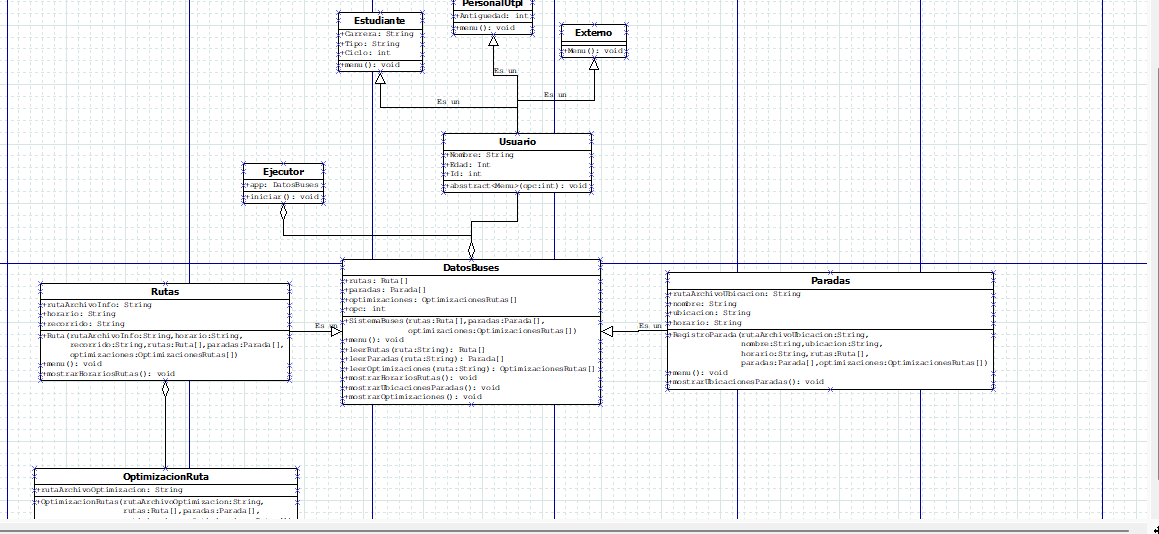 Estudiante
+Carrera: String
+Tipo: String
+Ciclo: int
+menu(): void
PersonalUtpl
+Antiguedad: int
+menu(): void
Externo
+Menu(): void
Es un
Es un
Es un
Usuario
+Nombre: String
+Edad: Int
+Id: int
+absstract<Menu>(opc:int): void
Ejecutor
+app: DatosBuses
+iniciar(): void
DatosBuses
+rutas: Ruta[]
+paradas: Parada[]
+optimizaciones: OptimizacionesRutas[]
+opc: int
+SistemaBuses(rutas:Ruta[],paradas:Parada[],
optimizaciones:OptimizacionesRutas[])
+menu(): void
+leerRutas(ruta:String): Ruta[]
+leerParadas(ruta:String): Parada[]
+leerOptimizaciones(ruta:String): OptimizacionesRutas[]
+mostrarHorariosRutas(): void
+mostrarUbicacionesParadas(): void
+mostrarOptimizaciones(): void
Rutas
+rutaArchivoInfo: String
+horario: String
+recorrido: String
+Ruta(rutaArchivoInfo:String,horario:String,
recorrido:String,rutas:Ruta[],paradas:Parada[],
optimizaciones:OptimizacionesRutas[])
+menu(): void
+mostrarHorariosRutas(): void
Es un
Es un
Paradas
+rutaArchivoUbicacion: String
+nombre: String
+ubicacion: String
+horario: String
+RegistroParada(rutaArchivoUbicacion:String,
nombre:String,ubicacion:String,
horario:String,rutas:Ruta[],
paradas:Parada[],optimizaciones:OptimizacionesRutas[])
+menu(): void
+mostrarUbicacionesParadas(): void
OptimizacionRuta
+rutaArchivoOptimizacion: String
+OptimizacionRutas(rutaArchivoOptimizacion:String,
rutas:Ruta[],paradas:Parada[],